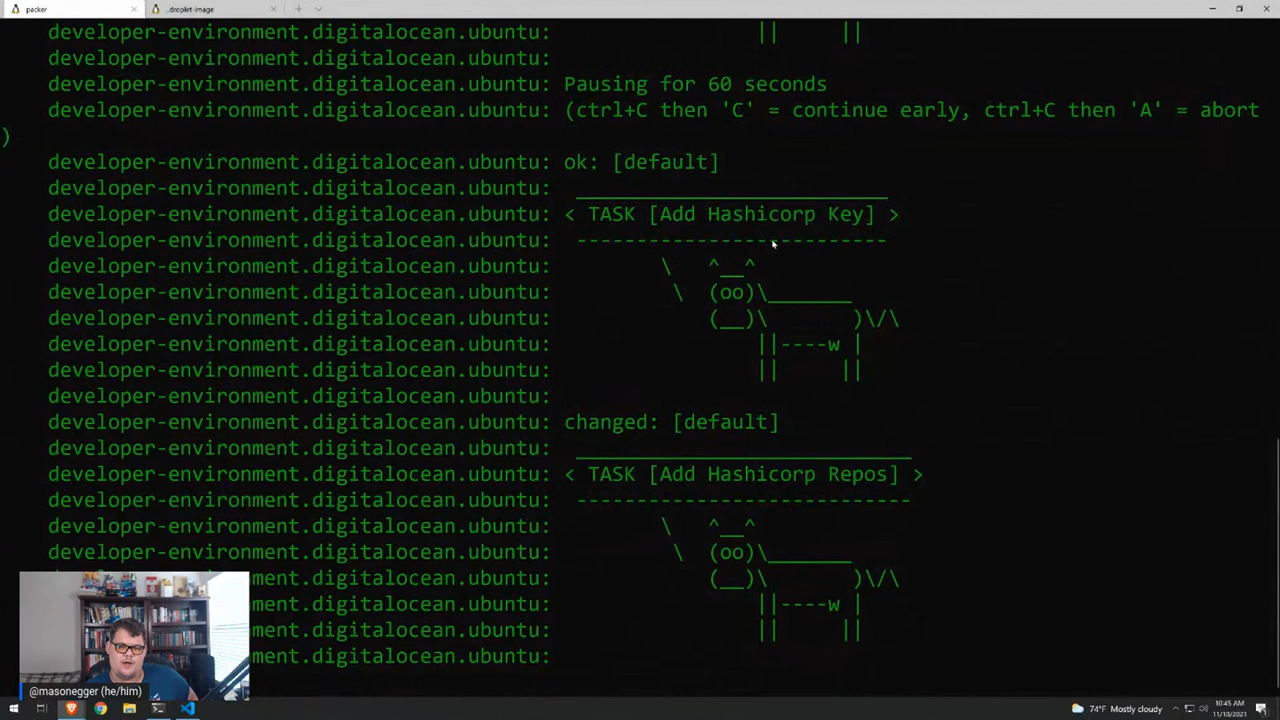 packer
..droplet-image
developer-environment.digitalocean.ubuntu:                 ||     ||
developer-environment.digitalocean.ubuntu:
developer-environment.digitalocean.ubuntu: Pausing for 60 seconds
developer-environment.digitalocean.ubuntu: (ctrl+C then 'C' = continue early, ctrl+C then 'A' = abort
)
developer-environment.digitalocean.ubuntu: ok: [default]
developer-environment.digitalocean.ubuntu:  __________________________
developer-environment.digitalocean.ubuntu: < TASK [Add Hashicorp Key] >
developer-environment.digitalocean.ubuntu:  --------------------------
developer-environment.digitalocean.ubuntu:         \   ^__^
developer-environment.digitalocean.ubuntu:          \  (oo)\_______
developer-environment.digitalocean.ubuntu:             (__)\       )\/\
developer-environment.digitalocean.ubuntu:                 ||----w |
developer-environment.digitalocean.ubuntu:                 ||     ||
developer-environment.digitalocean.ubuntu:
developer-environment.digitalocean.ubuntu: changed: [default]
developer-environment.digitalocean.ubuntu:  ____________________________
developer-environment.digitalocean.ubuntu: < TASK [Add Hashicorp Repos] >
developer-environment.digitalocean.ubuntu:  ----------------------------
developer-environment.digitalocean.ubuntu:         \   ^__^
developer-environment.digitalocean.ubuntu:          \  (oo)\_______
ment.digitalocean.ubuntu:             (__)\       )\/\
ment.digitalocean.ubuntu:                 ||----w |
ment.digitalocean.ubuntu:                 ||     ||
ment.digitalocean.ubuntu:
@masonegger (he/him)
74°F Mostly cloudy
10:45 AM
11/10/2021